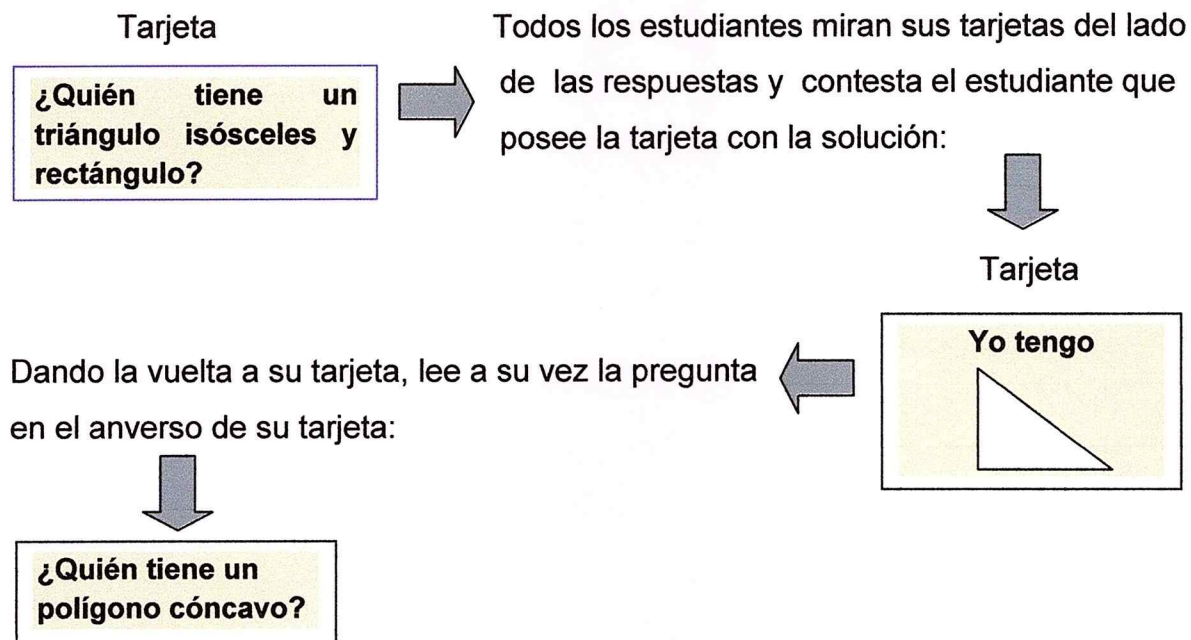 Tarjeta
¿Quién tiene un
triángulo isósceles y
rectángulo?
Todos los estudiantes miran sus tarjetas del lado
de las respuestas y contesta el estudiante que
posee la tarjeta con la solución:
Tarjeta
Yo tengo
Dando la vuelta a su tarjeta, lee a su vez la pregunta
en el anverso de su tarjeta:
¿Quién tiene un
polígono cóncavo?